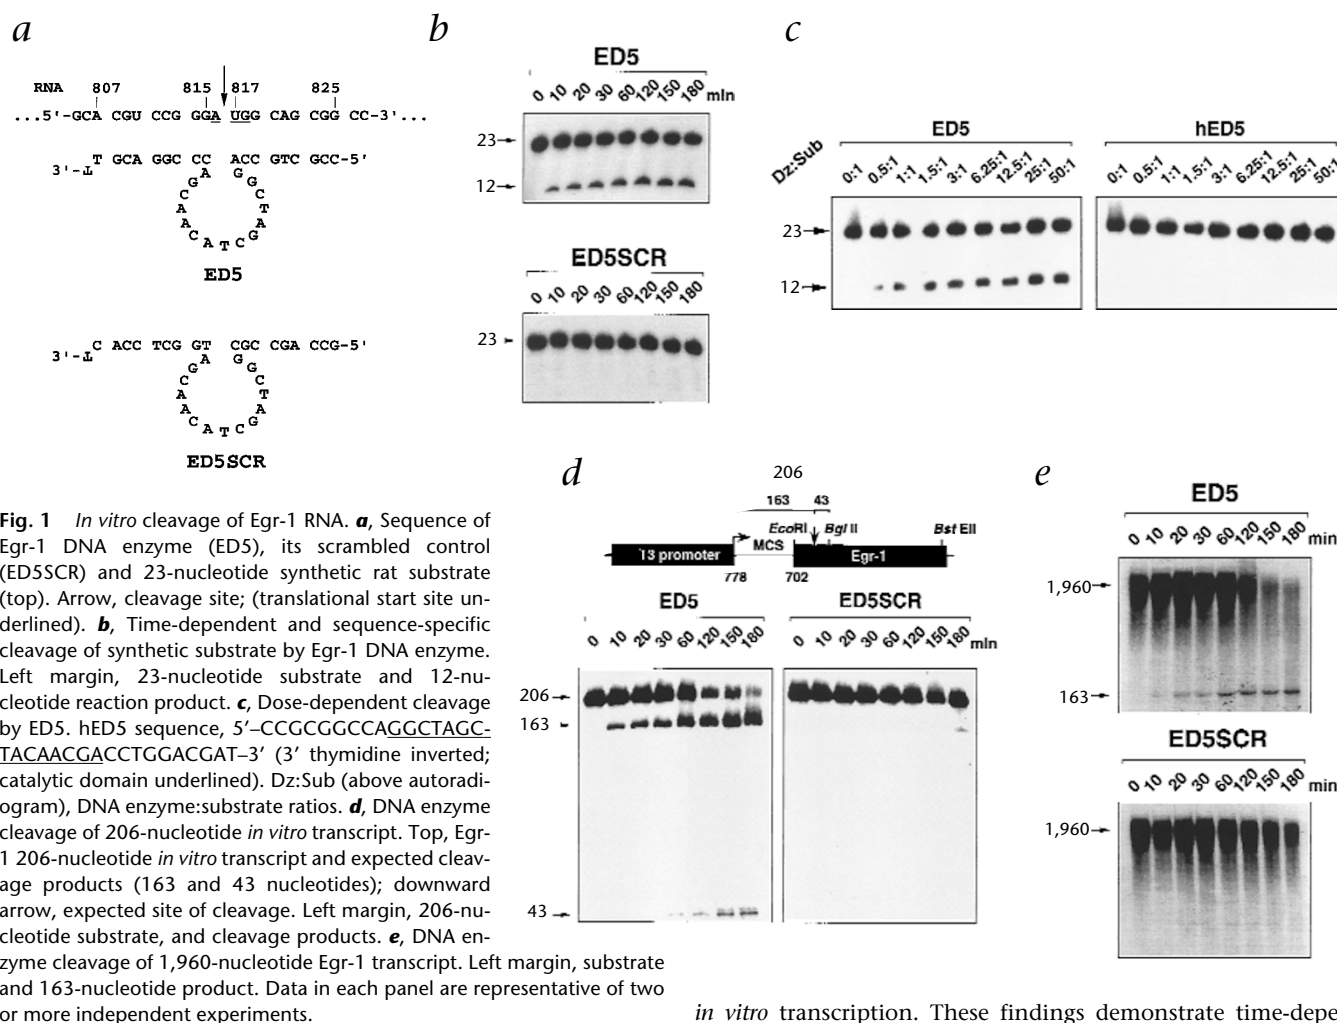 a
RNA 807 815 817 825
...5'-GCA CGU CCG GGA UGG CAG CGG CC-3'...
3'-T T GCA GGC CC ACC GTC GCC-5'
A G
G G
C C
A T
A A
C A T C G
ED5
3'-T C ACC TCG GT CGC CGA CCG-5'
A G
G G
C C
A T
A A
C A T C G
ED5SCR
b
ED5
0 10 20 30 60 120 150 180 min
23
12
ED5SCR
0 10 20 30 60 120 150 180
23
c
ED5 hED5
Dz:Sub 0:1 0.5:1 1:1 1.5:1 3:1 6.25:1 12.5:1 25:1 50:1 0:1 0.5:1 1:1 1.5:1 3:1 6.25:1 12.5:1 25:1 50:1
23
12
d
206
163 43
EcoRI Bgl II Bst EII
MCS
T3 promoter Egr-1
778 702
ED5 ED5SCR
0 10 20 30 60 120 150 180 0 10 20 30 60 120 150 180 min
206
163
43
e
ED5
0 10 20 30 60 120 150 180 min
1,960
163
ED5SCR
0 10 20 30 60 120 150 180 min
1,960
Fig. 1 In vitro cleavage of Egr-1 RNA. a, Sequence of
Egr-1 DNA enzyme (ED5), its scrambled control
(ED5SCR) and 23-nucleotide synthetic rat substrate
(top). Arrow, cleavage site; (translational start site un-
derlined). b, Time-dependent and sequence-specific
cleavage of synthetic substrate by Egr-1 DNA enzyme.
Left margin, 23-nucleotide substrate and 12-nu-
cleotide reaction product. c, Dose-dependent cleavage
by ED5. hED5 sequence, 5’–CCGCGGCCAGGCTAGC-
TACAACGACCTGGACGAT–3’ (3’ thymidine inverted;
catalytic domain underlined). Dz:Sub (above autoradi-
ogram), DNA enzyme:substrate ratios. d, DNA enzyme
cleavage of 206-nucleotide in vitro transcript. Top, Egr-
1 206-nucleotide in vitro transcript and expected cleav-
age products (163 and 43 nucleotides); downward
arrow, expected site of cleavage. Left margin, 206-nu-
cleotide substrate, and cleavage products. e, DNA en-
zyme cleavage of 1,960-nucleotide Egr-1 transcript. Left margin, substrate
and 163-nucleotide product. Data in each panel are representative of two
or more independent experiments.
in vitro transcription. These findings demonstrate time-depe